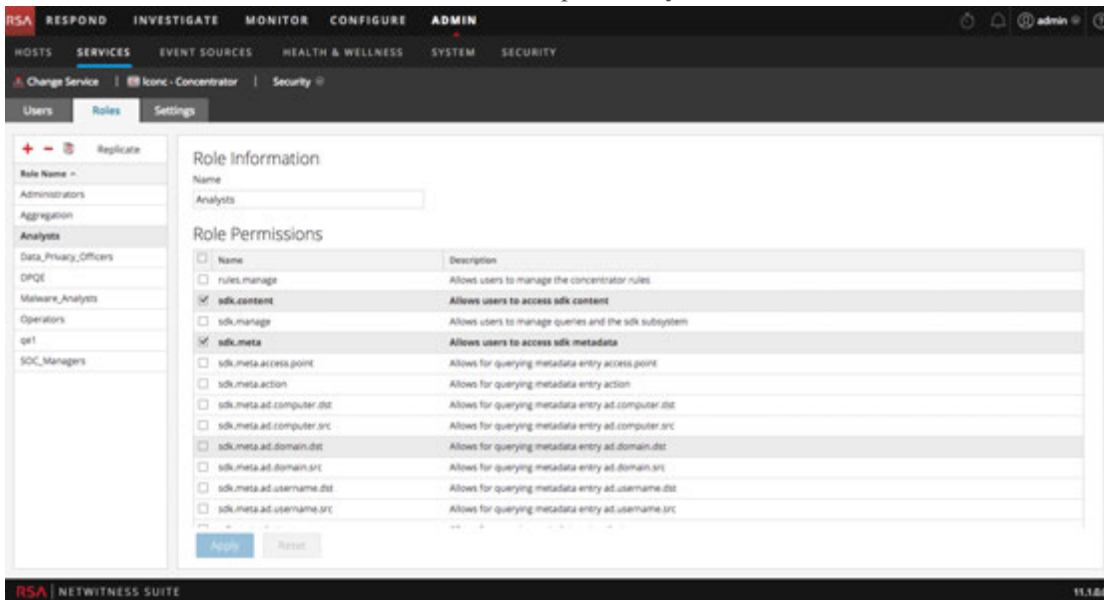 RSA RESPOND INVESTIGATE MONITOR CONFIGURE ADMIN admin
HOSTS SERVICES EVENT SOURCES HEALTH & WELLNESS SYSTEM SECURITY
Change Service | - Concentrator | Security
Users Roles Settings
Replicate
Role Name
Administrators
Aggregation
Analysts
Data_Privacy_Officers
DPQE
Malware_Analysts
Operators
qe1
SOC_Managers
Role Information
Name
Analysts
Role Permissions
Name Description
rules.manage Allows users to manage the concentrator rules
sdk.content Allows users to access sdk content
sdk.manage Allows users to manage queries and the sdk subsystem
sdk.meta Allows users to access sdk metadata
sdk.meta.access.point Allows for querying metadata entry access.point
sdk.meta.action Allows for querying metadata entry action
sdk.meta.ad.computer.dst Allows for querying metadata entry ad.computer.dst
sdk.meta.ad.computer.src Allows for querying metadata entry ad.computer.src
sdk.meta.ad.domain.dst Allows for querying metadata entry ad.domain.dst
sdk.meta.ad.domain.src Allows for querying metadata entry ad.domain.src
sdk.meta.ad.username.dst Allows for querying metadata entry ad.username.dst
sdk.meta.ad.username.src Allows for querying metadata entry ad.username.src
Apply Reset
RSA | NETWITNESS SUITE